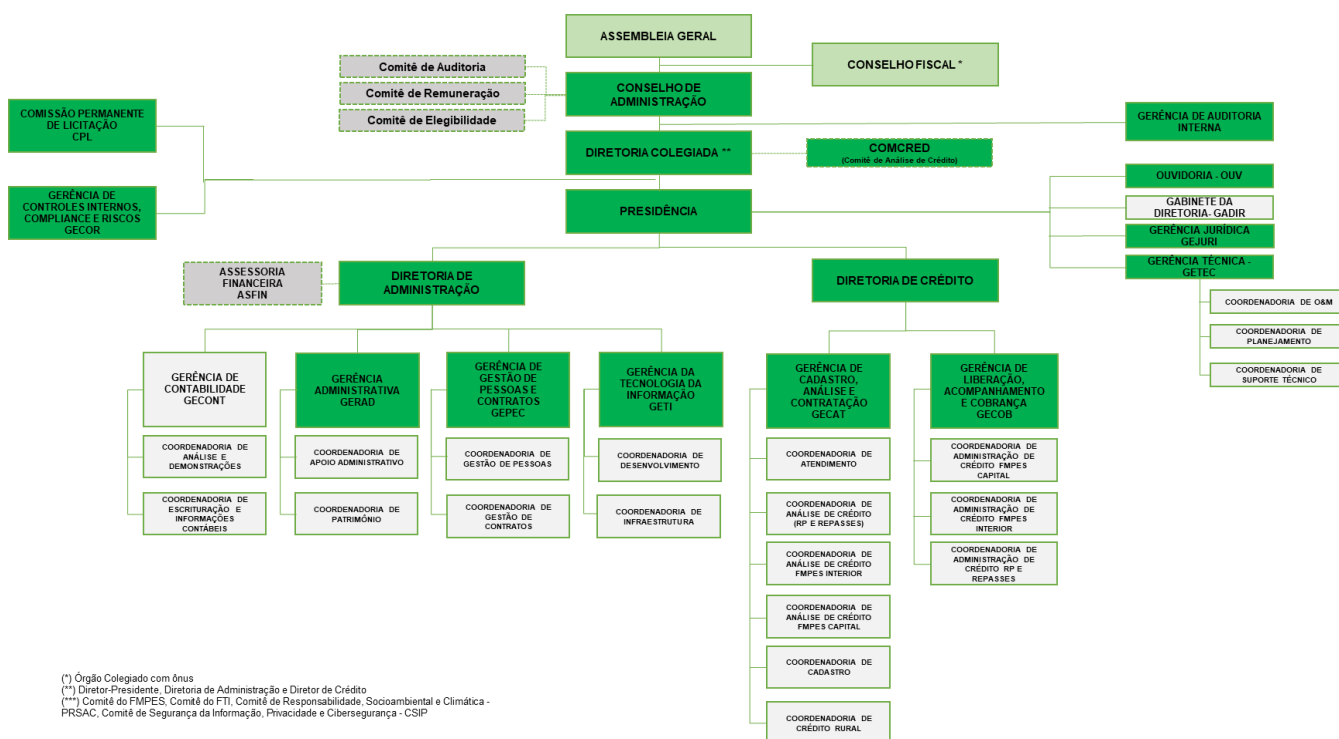 ASSEMBLEIA GERAL
CONSELHO FISCAL *
Comitê de Auditoria
Comitê de Remuneração
Comitê de Elegibilidade
CONSELHO DE
ADMINISTRAÇÃO
COMISSÃO PERMANENTE
DE LICITAÇÃO
CPL
GERÊNCIA DE AUDITORIA
INTERNA
DIRETORIA COLEGIADA **
COMCRED
(Comitê de Análise de Crédito)
GERÊNCIA DE
CONTROLES INTERNOS,
COMPLIANCE E RISCOS
GECOR
PRESIDÊNCIA
OUVIDORIA - OUV
GABINETE DA
DIRETORIA- GADIR
GERÊNCIA JURÍDICA
GEJURI
GERÊNCIA TÉCNICA -
GETEC
COORDENADORIA DE O&M
COORDENADORIA DE
PLANEJAMENTO
COORDENADORIA DE
SUPORTE TÉCNICO
ASSESSORIA
FINANCEIRA
ASFIN
DIRETORIA DE
ADMINISTRAÇÃO
DIRETORIA DE CRÉDITO
GERÊNCIA DE
CONTABILIDADE
GECONT
GERÊNCIA
ADMINISTRATIVA
GERAD
GERÊNCIA DE
GESTÃO DE
PESSOAS E
CONTRATOS
GEPEC
GERÊNCIA DA
TECNOLOGIA DA
INFORMAÇÃO
GETI
GERÊNCIA DE
CADASTRO,
ANÁLISE E
CONTRATAÇÃO
GECAT
GERÊNCIA DE
LIBERAÇÃO,
ACOMPANHAMENTO
E COBRANÇA
GECOB
COORDENADORIA DE
ANÁLISE E
DEMONSTRAÇÕES
COORDENADORIA DE
ESCRITURAÇÃO E
INFORMAÇÕES
CONTÁBEIS
COORDENADORIA DE
APOIO ADMINISTRATIVO
COORDENADORIA DE
PATRIMÔNIO
COORDENADORIA DE
GESTÃO DE PESSOAS
COORDENADORIA DE
GESTÃO DE
CONTRATOS
COORDENADORIA DE
DESENVOLVIMENTO
COORDENADORIA DE
INFRAESTRUTURA
COORDENADORIA DE
ATENDIMENTO
COORDENADORIA DE
ANÁLISE DE CRÉDITO
(RP E REPASSES)
COORDENADORIA DE
ANÁLISE DE CRÉDITO
FMPES INTERIOR
COORDENADORIA DE
ANÁLISE DE CRÉDITO
FMPES CAPITAL
COORDENADORIA DE
CADASTRO
COORDENADORIA DE
CRÉDITO RURAL
COORDENADORIA DE
ADMINISTRAÇÃO DE
CRÉDITO FMPES
CAPITAL
COORDENADORIA DE
ADMINISTRAÇÃO DE
CRÉDITO FMPES
INTERIOR
COORDENADORIA DE
ADMINISTRAÇÃO DE
CRÉDITO RP E
REPASSES
(*) Órgão Colegiado com ônus
(**) Diretor-Presidente, Diretoria de Administração e Diretor de Crédito
(***) Comitê do FMPES, Comitê do FTI, Comitê de Responsabilidade, Socioambiental e Climática -
PRSAC, Comitê de Segurança da Informação, Privacidade e Cibersegurança - CSIP